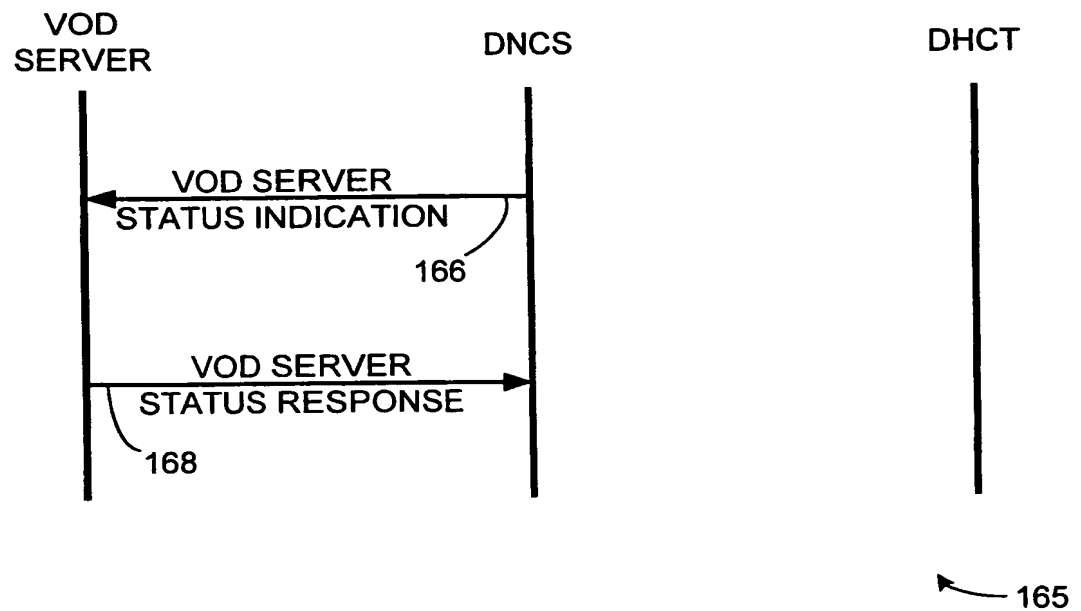 VOD
SERVER
DNCS
DHCT
VOD SERVER
STATUS INDICATION
166
VOD SERVER
STATUS RESPONSE
168
165